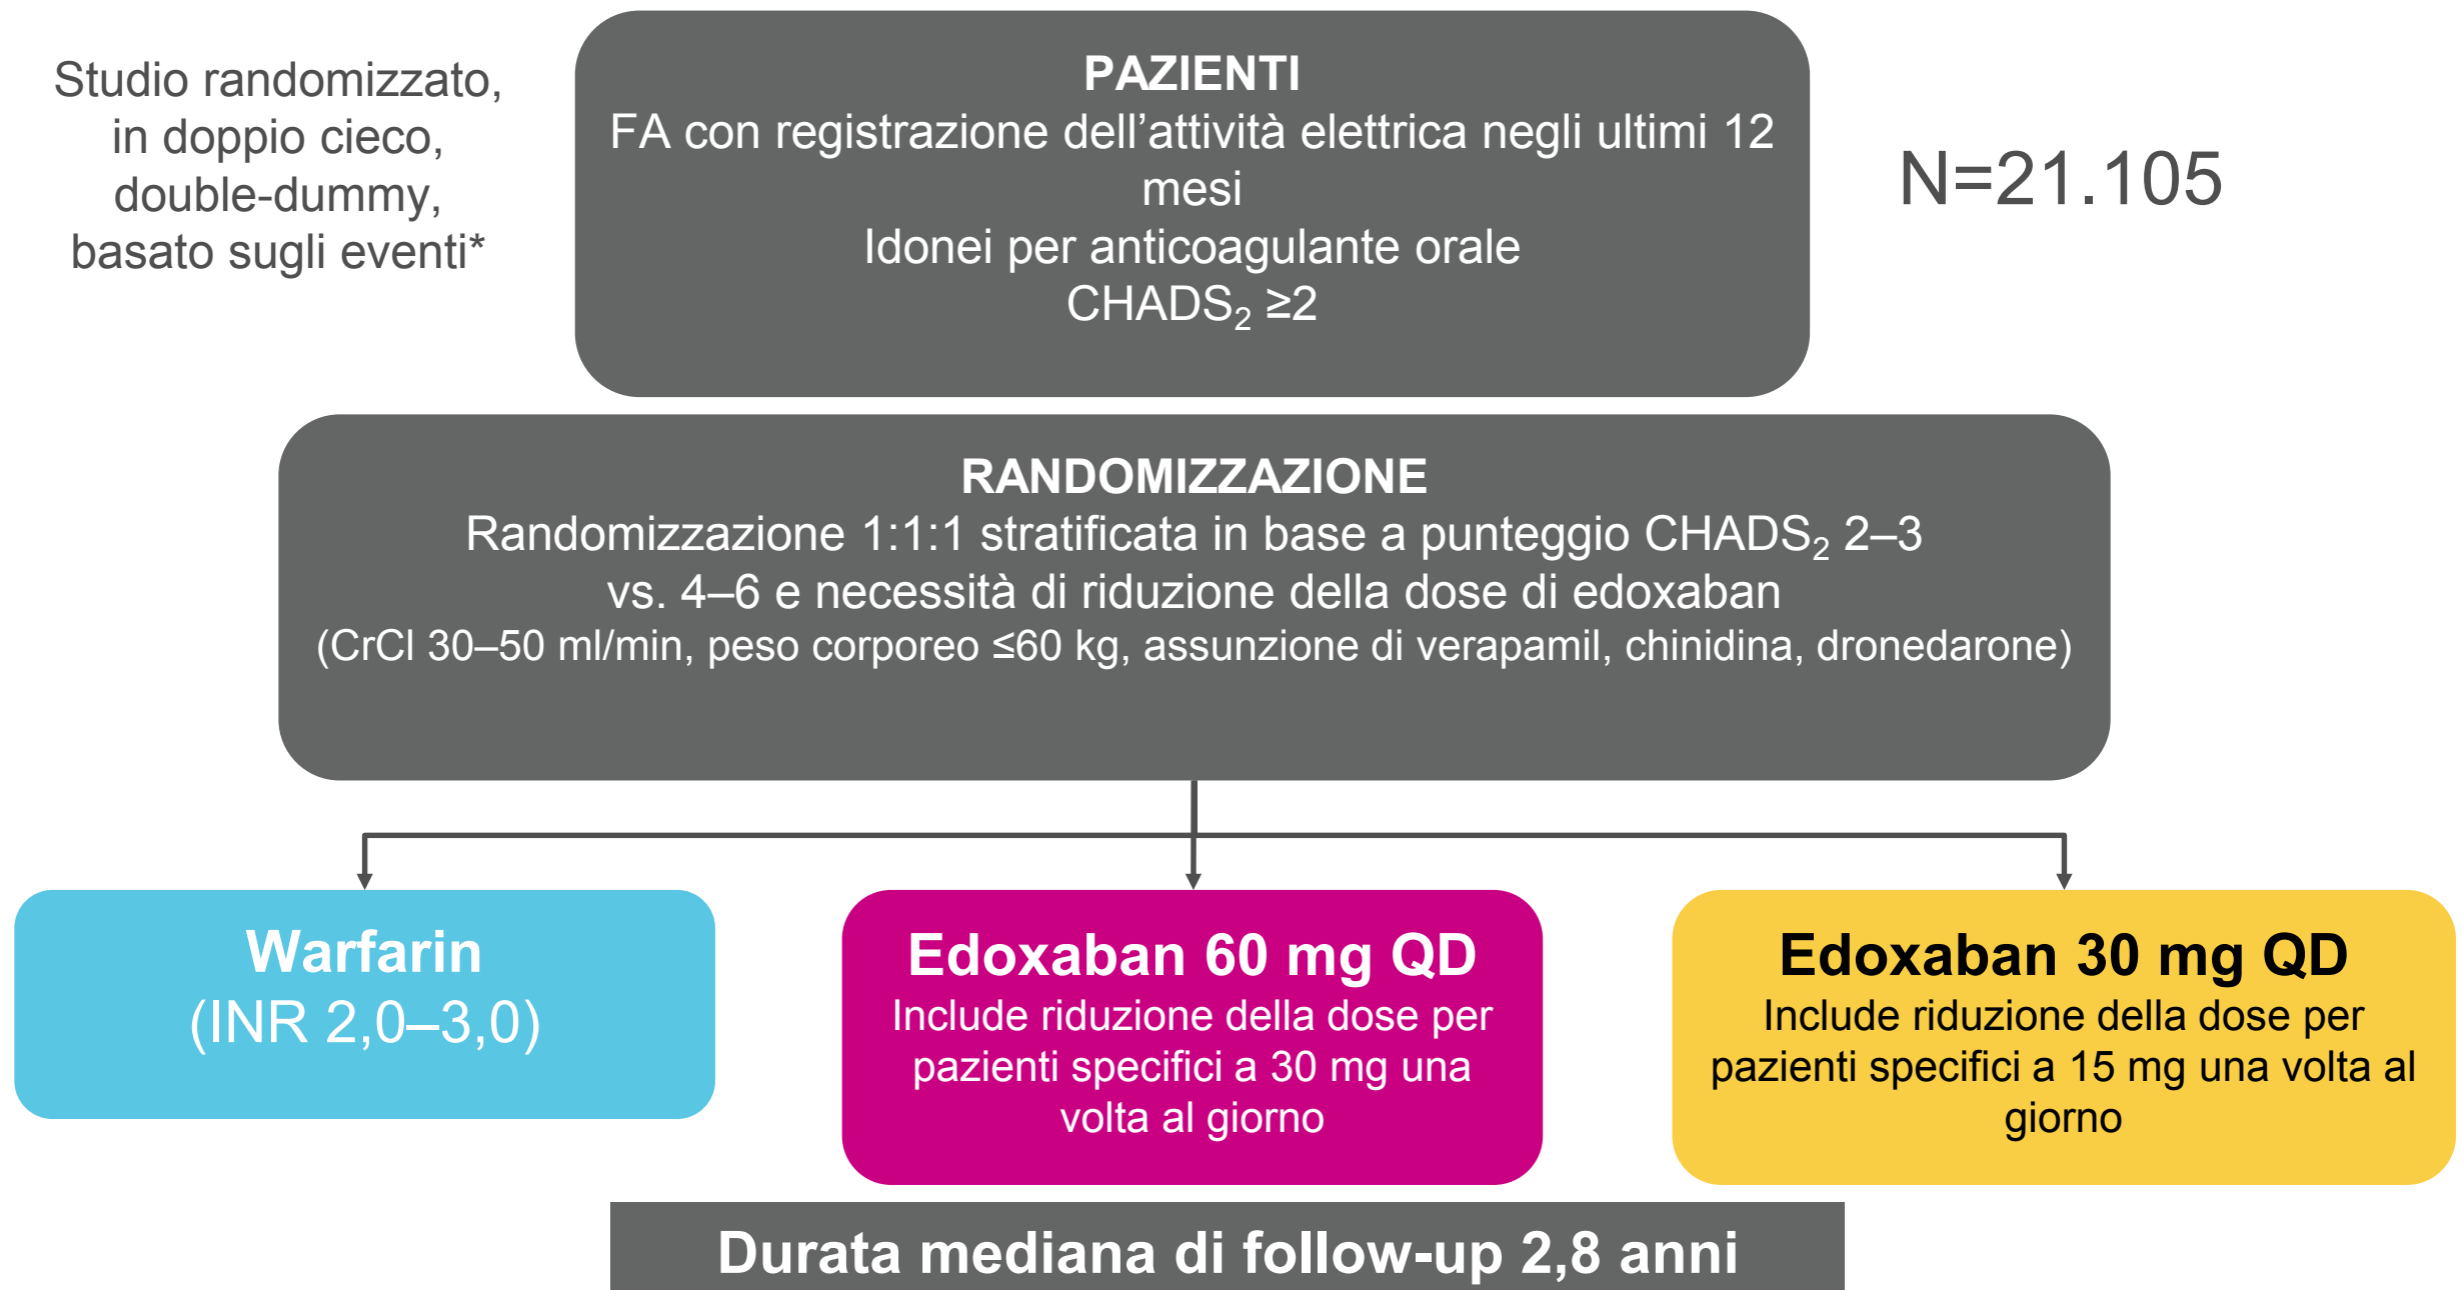 Studio randomizzato,
in doppio cieco,
double-dummy,
basato sugli eventi*
PAZIENTI
FA con registrazione dell’attività elettrica negli ultimi 12
mesi
Idonei per anticoagulante orale
CHADS₂ ≥2
N=21.105
RANDOMIZZAZIONE
Randomizzazione 1:1:1 stratificata in base a punteggio CHADS₂ 2–3
vs. 4–6 e necessità di riduzione della dose di edoxaban
(CrCl 30–50 ml/min, peso corporeo ≤60 kg, assunzione di verapamil, chinidina, dronedarone)
Warfarin
(INR 2,0–3,0)
Edoxaban 60 mg QD
Include riduzione della dose per
pazienti specifici a 30 mg una
volta al giorno
Edoxaban 30 mg QD
Include riduzione della dose per
pazienti specifici a 15 mg una volta al
giorno
Durata mediana di follow-up 2,8 anni